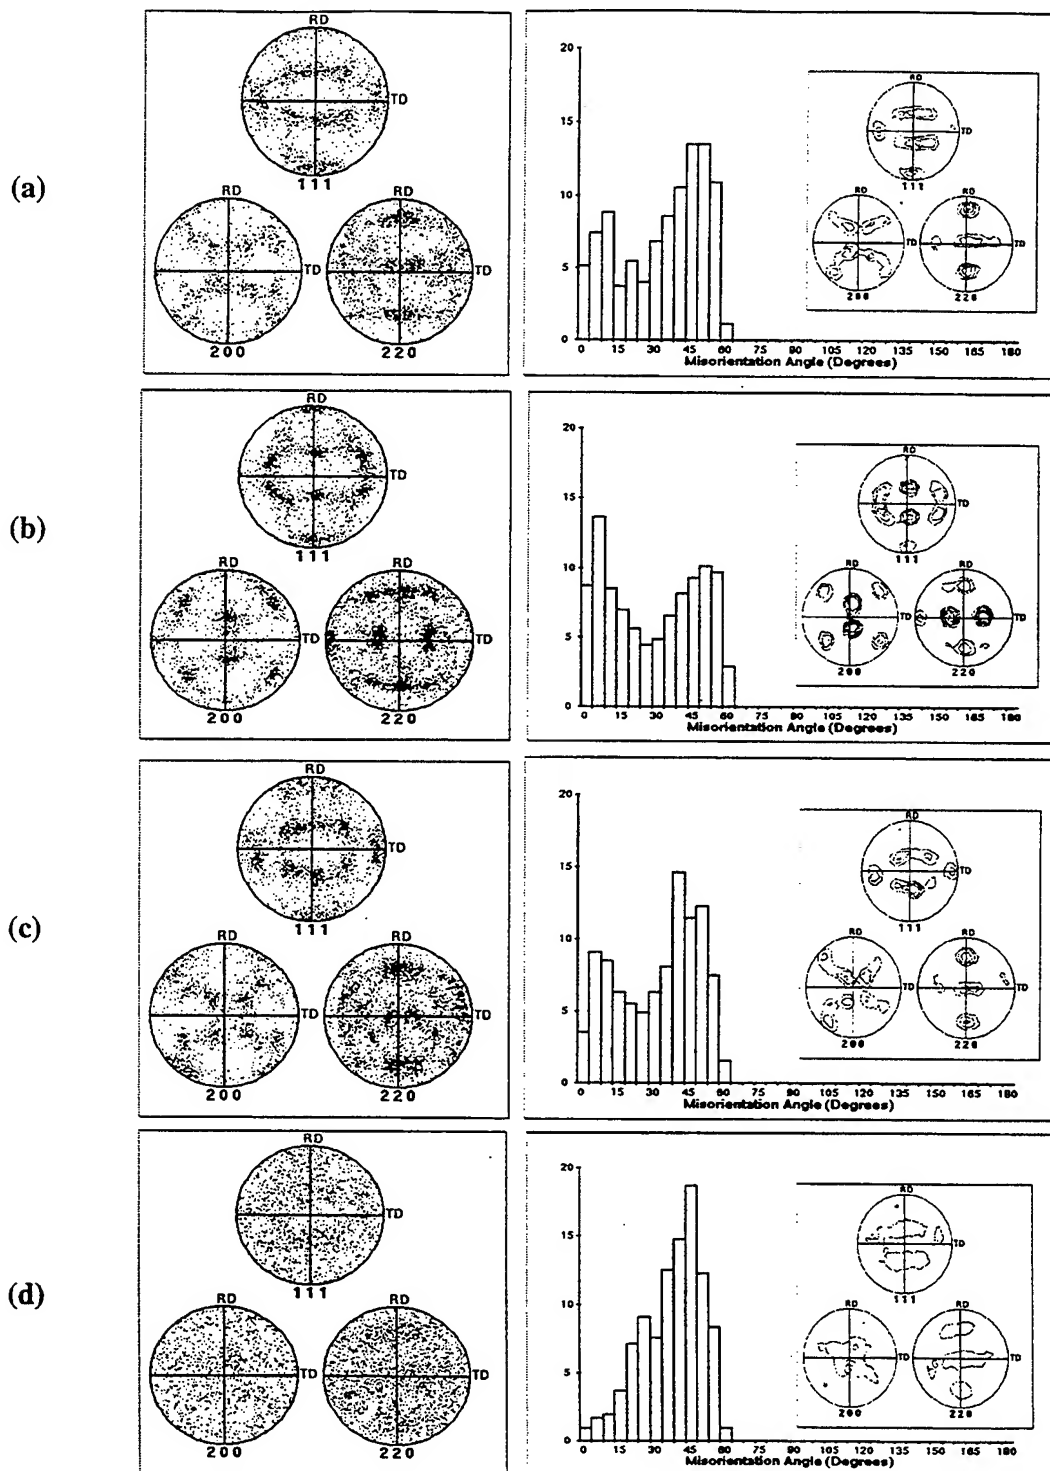 (a)
RD
TD
111
RD
TD
200
RD
TD
220
20
15
10
5
0
0 15 30 45 60 75 90 105 120 135 150 165 180
Misorientation Angle (Degrees)
RD
TD
111
RD
TD
200
RD
TD
220
(b)
RD
TD
111
RD
TD
200
RD
TD
220
20
15
10
5
0
0 15 30 45 60 75 90 105 120 135 150 165 180
Misorientation Angle (Degrees)
RD
TD
111
RD
TD
200
RD
TD
220
(c)
RD
TD
111
RD
TD
200
RD
TD
220
20
15
10
5
0
0 15 30 45 60 75 90 105 120 135 150 165 180
Misorientation Angle (Degrees)
RD
TD
111
RD
TD
200
RD
TD
220
(d)
RD
TD
111
RD
TD
200
RD
TD
220
20
15
10
5
0
0 15 30 45 60 75 90 105 120 135 150 165 180
Misorientation Angle (Degrees)
RD
TD
111
RD
TD
200
RD
TD
220